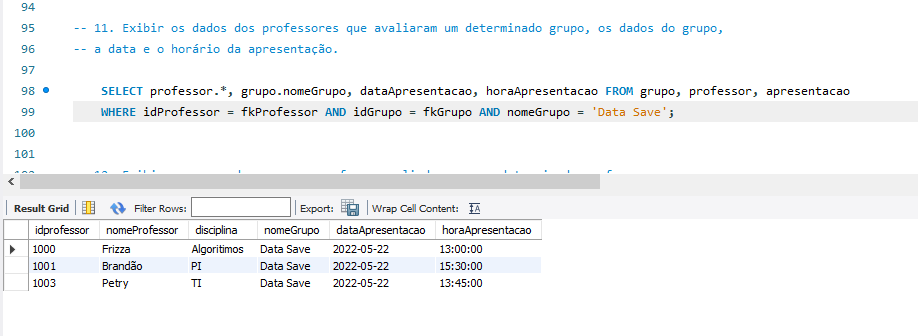 94
95 -- 11. Exibir os dados dos professores que avaliaram um determinado grupo, os dados do grupo,
96 -- a data e o horário da apresentação.
97
98 SELECT professor.*, grupo.nomeGrupo, dataApresentacao, horaApresentacao FROM grupo, professor, apresentacao
99 WHERE idProfessor = fkProfessor AND idGrupo = fkGrupo AND nomeGrupo = 'Data Save';
100
101
Result Grid Filter Rows: Export: Wrap Cell Content:
idprofessor nomeProfessor disciplina nomeGrupo dataApresentacao horaApresentacao
1000 Frizza Algoritimos Data Save 2022-05-22 13:00:00
1001 Brandão PI Data Save 2022-05-22 15:30:00
1003 Petry TI Data Save 2022-05-22 13:45:00